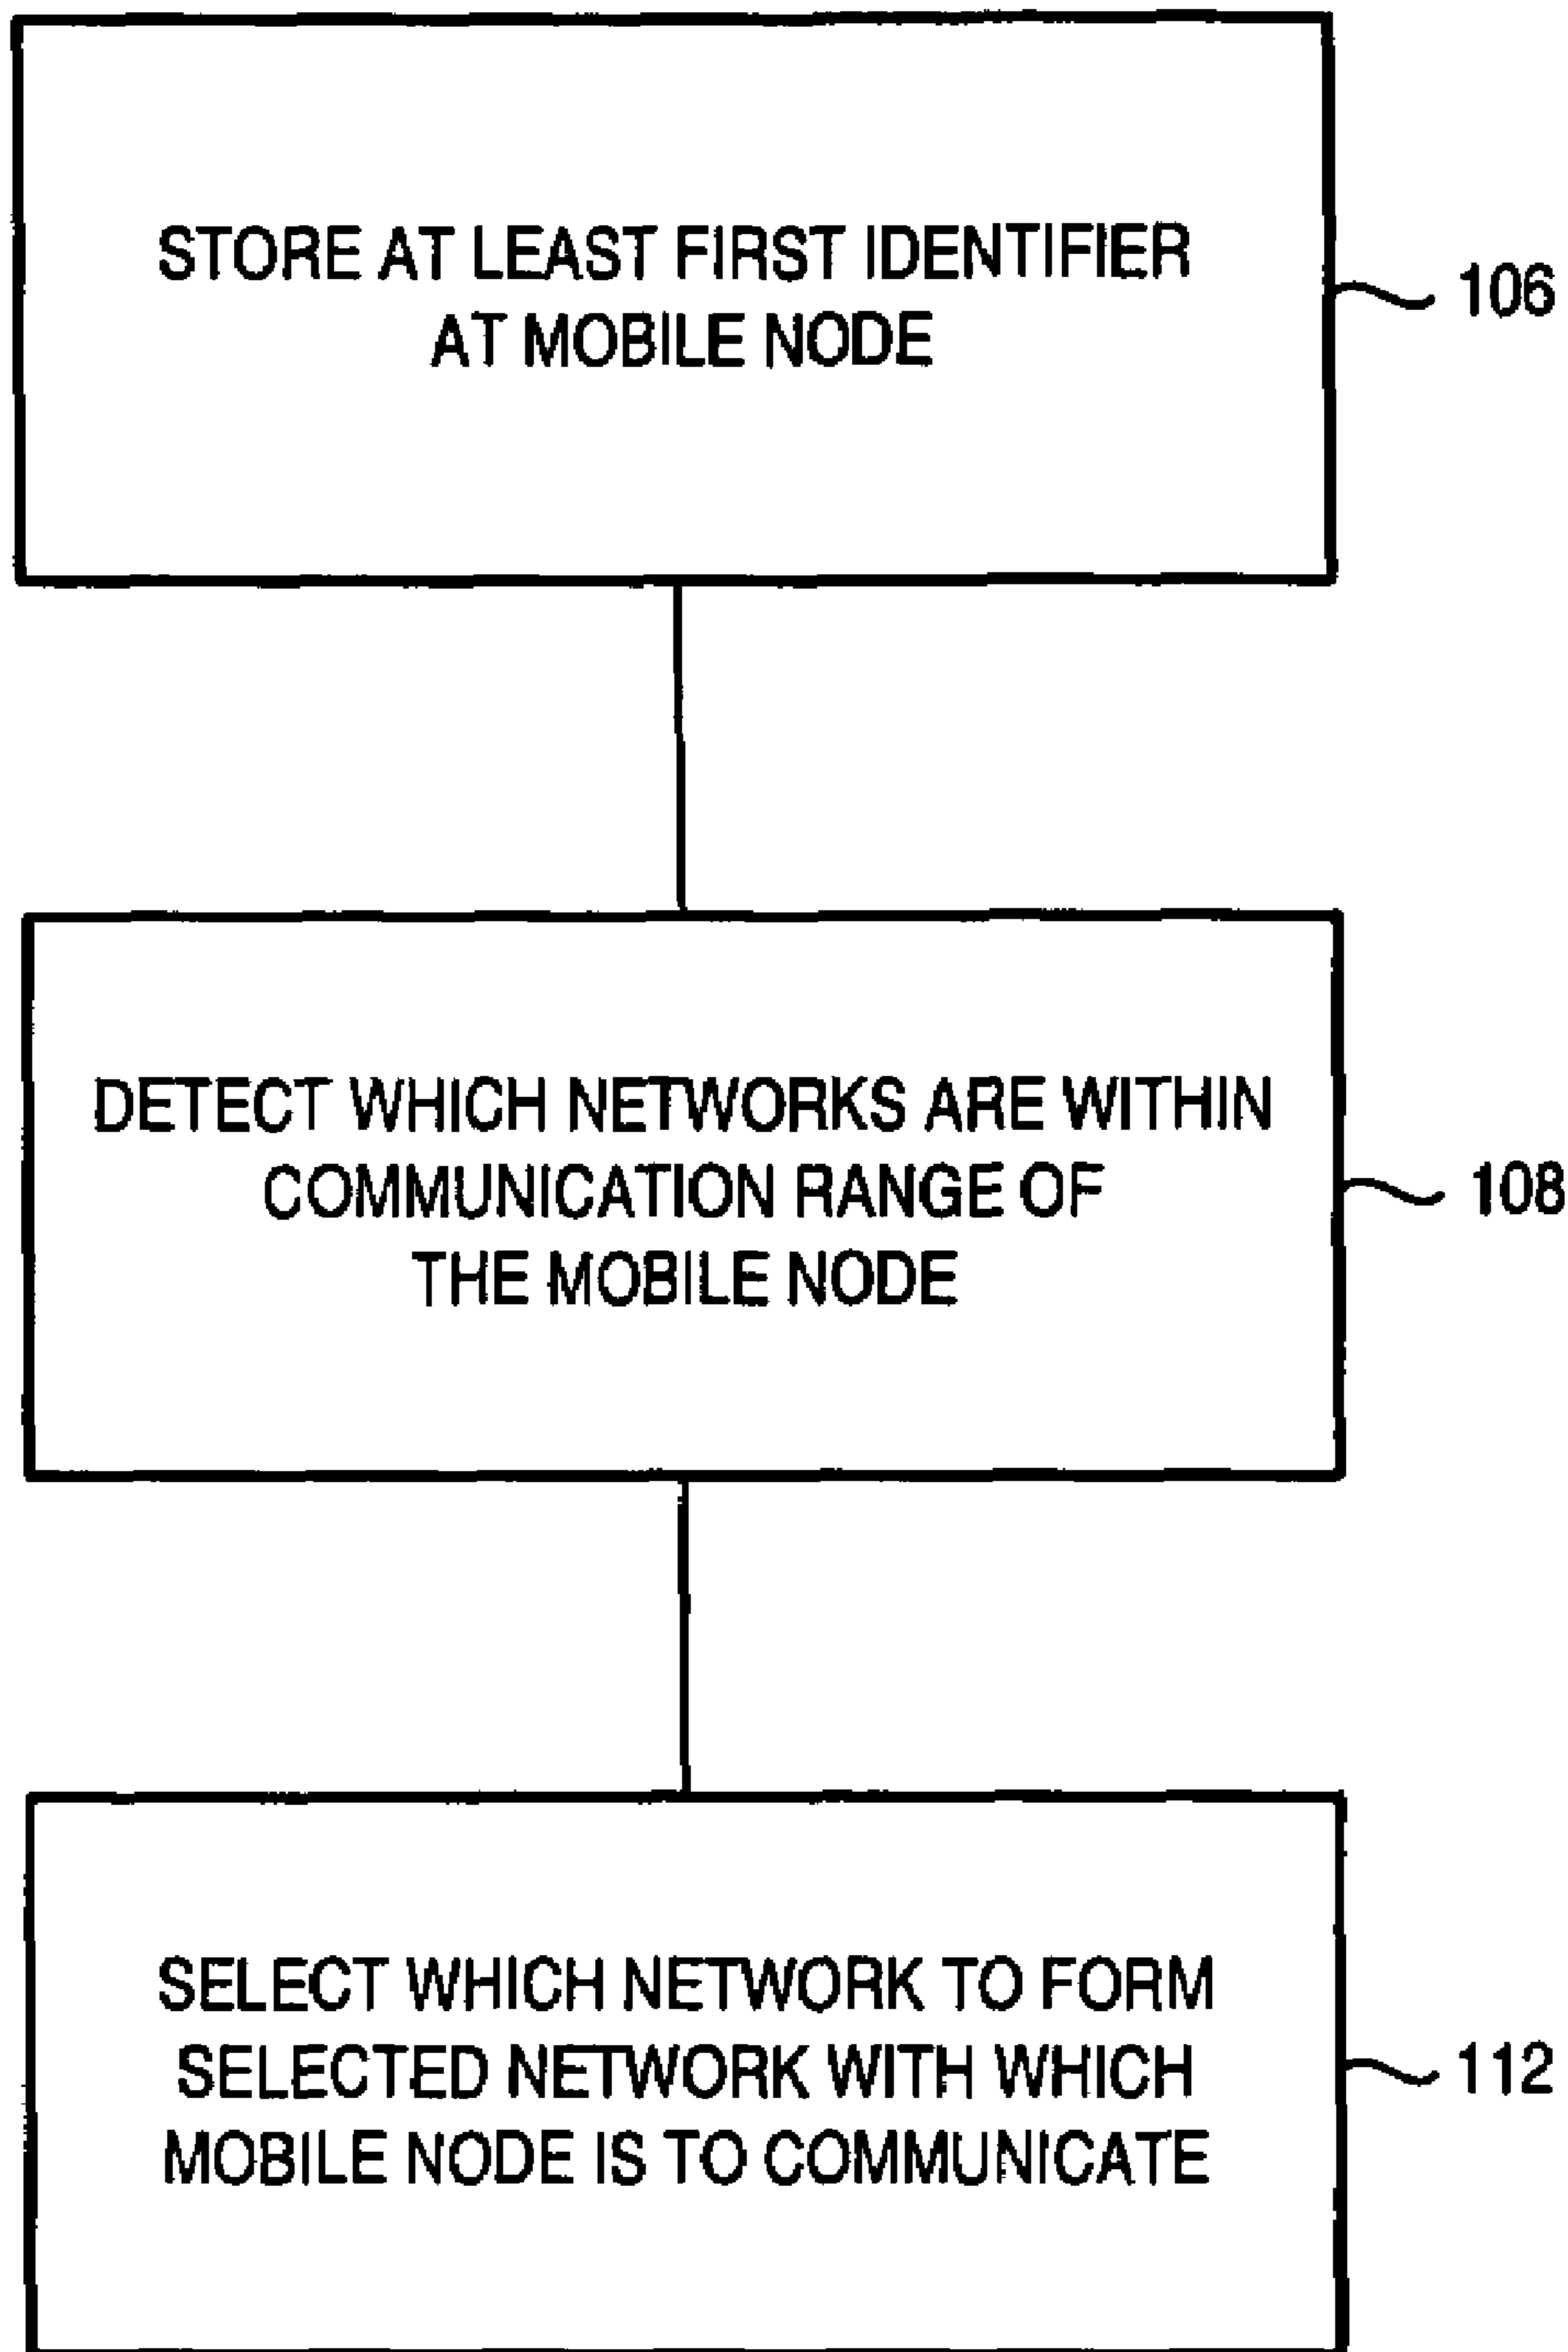 STORE AT LEAST FIRST IDENTIFIER
AT MOBILE NODE
106
DETECT WHICH NETWORKS ARE WITHIN
COMMUNICATION RANGE OF
THE MOBILE NODE
108
SELECT WHICH NETWORK TO FORM
SELECTED NETWORK WITH WHICH
MOBILE NODE IS TO COMMUNICATE
112